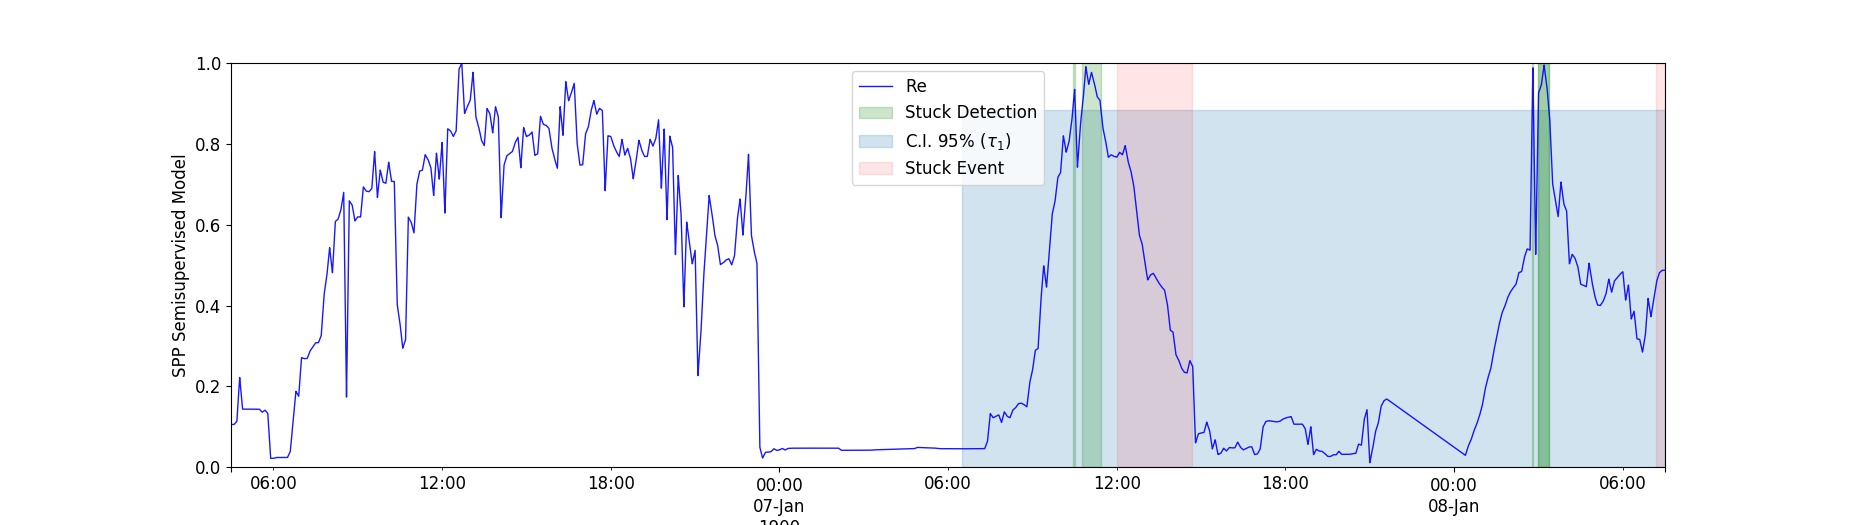 SPP Semisupervised Model
1.0
0.8
0.6
0.4
0.2
0.0
Re
Stuck Detection
C.I. 95% (τ₁)
Stuck Event
06:00 12:00 18:00 00:00 06:00 12:00 18:00 00:00 06:00
07-Jan 08-Jan
1900